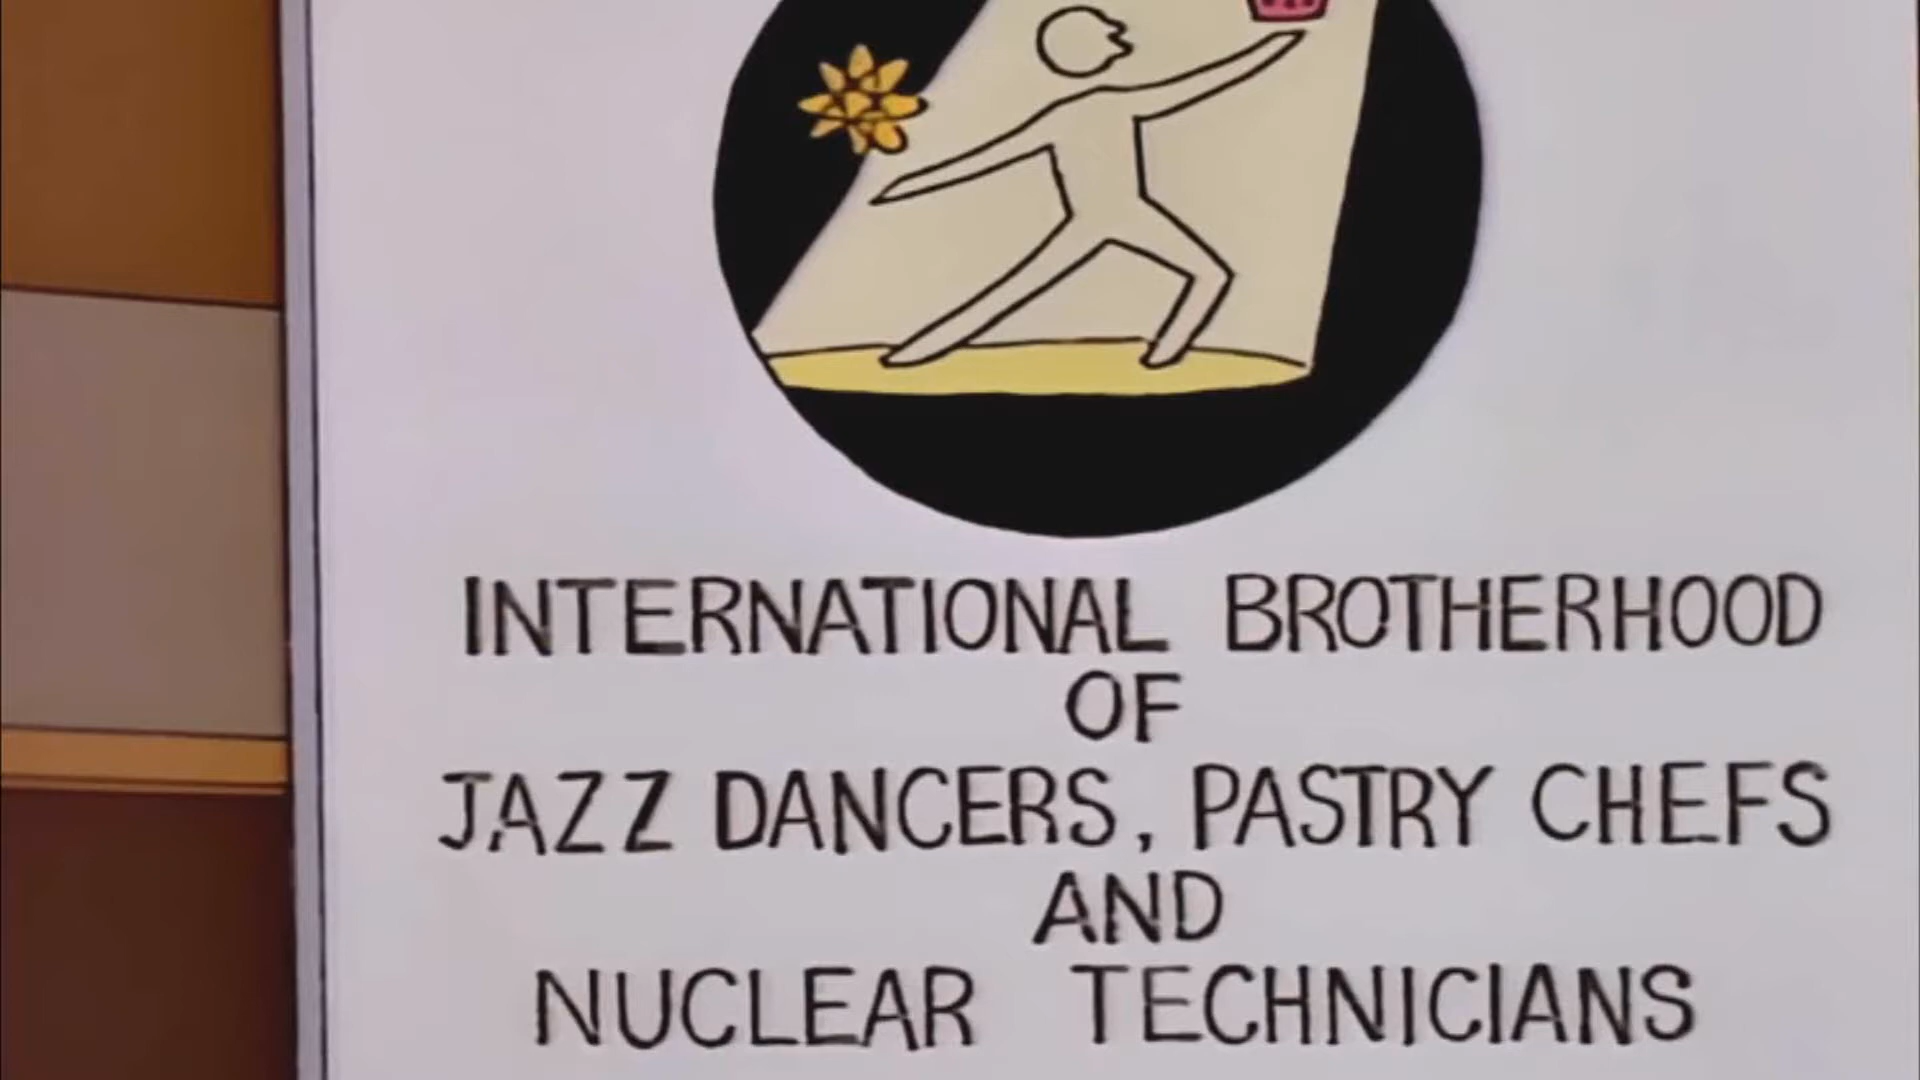 INTERNATIONAL BROTHERHOOD
OF
JAZZ DANCERS, PASTRY CHEFS
AND
NUCLEAR TECHNICIANS